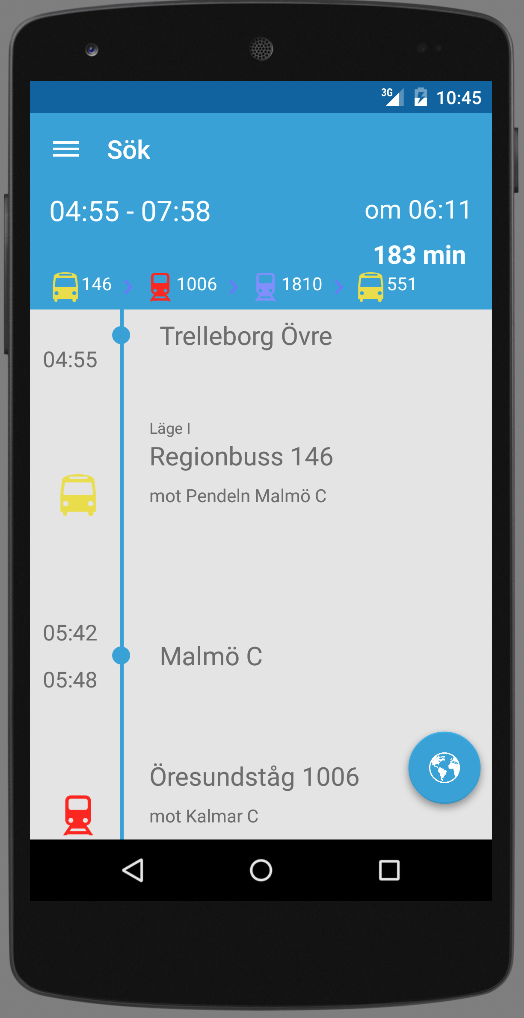 3G 10:45
Sök
04:55 - 07:58 om 06:11
183 min
146 1006 1810 551
Trelleborg Övre
04:55
Läge I
Regionbuss 146
mot Pendeln Malmö C
05:42
Malmö C
05:48
Öresundståg 1006
mot Kalmar C